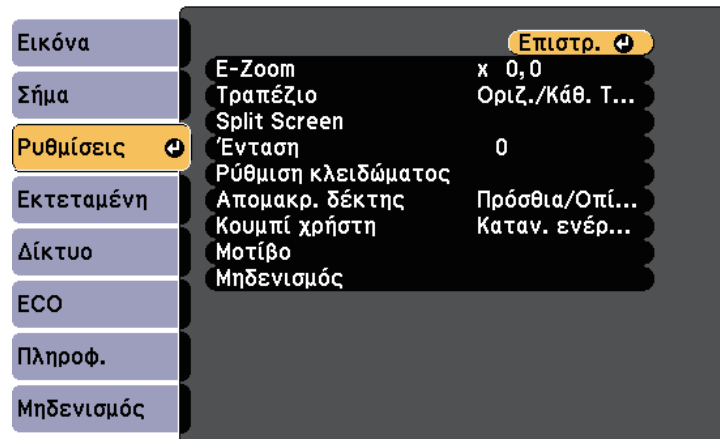 Εικόνα
Σήμα
Ρυθμίσεις
Εκτεταμένη
Δίκτυο
ECO
Πληροφ.
Μηδενισμός
Επιστρ.
E-Zoom x 0,0
Τραπέζιο Οριζ./Κάθ. Τ...
Split Screen
Ένταση 0
Ρύθμιση κλειδώματος
Απομακρ. δέκτης Πρόσθια/Οπί...
Κουμπί χρήστη Καταν. ενέρ...
Μοτίβο
Μηδενισμός